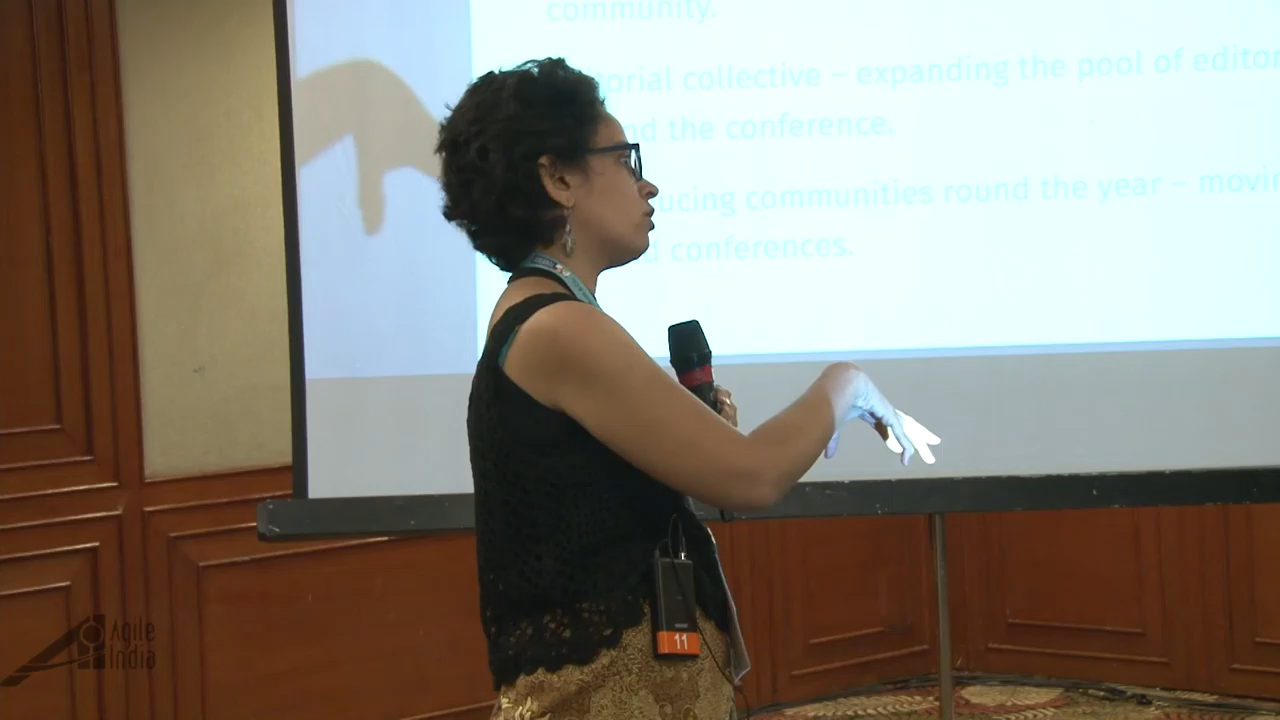 community.
torial collective – expanding the pool of editor
nd the conference.
ucing communities round the year – movin
d conferences.
11
Agile
India